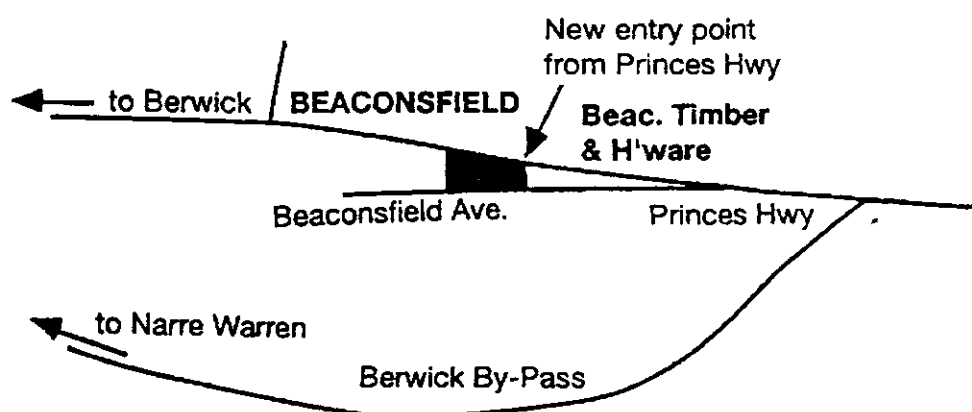 New entry point
from Princes Hwy
to Berwick
BEACONSFIELD
Beac. Timber
& H'ware
Beaconsfield Ave.
Princes Hwy
to Narre Warren
Berwick By-Pass